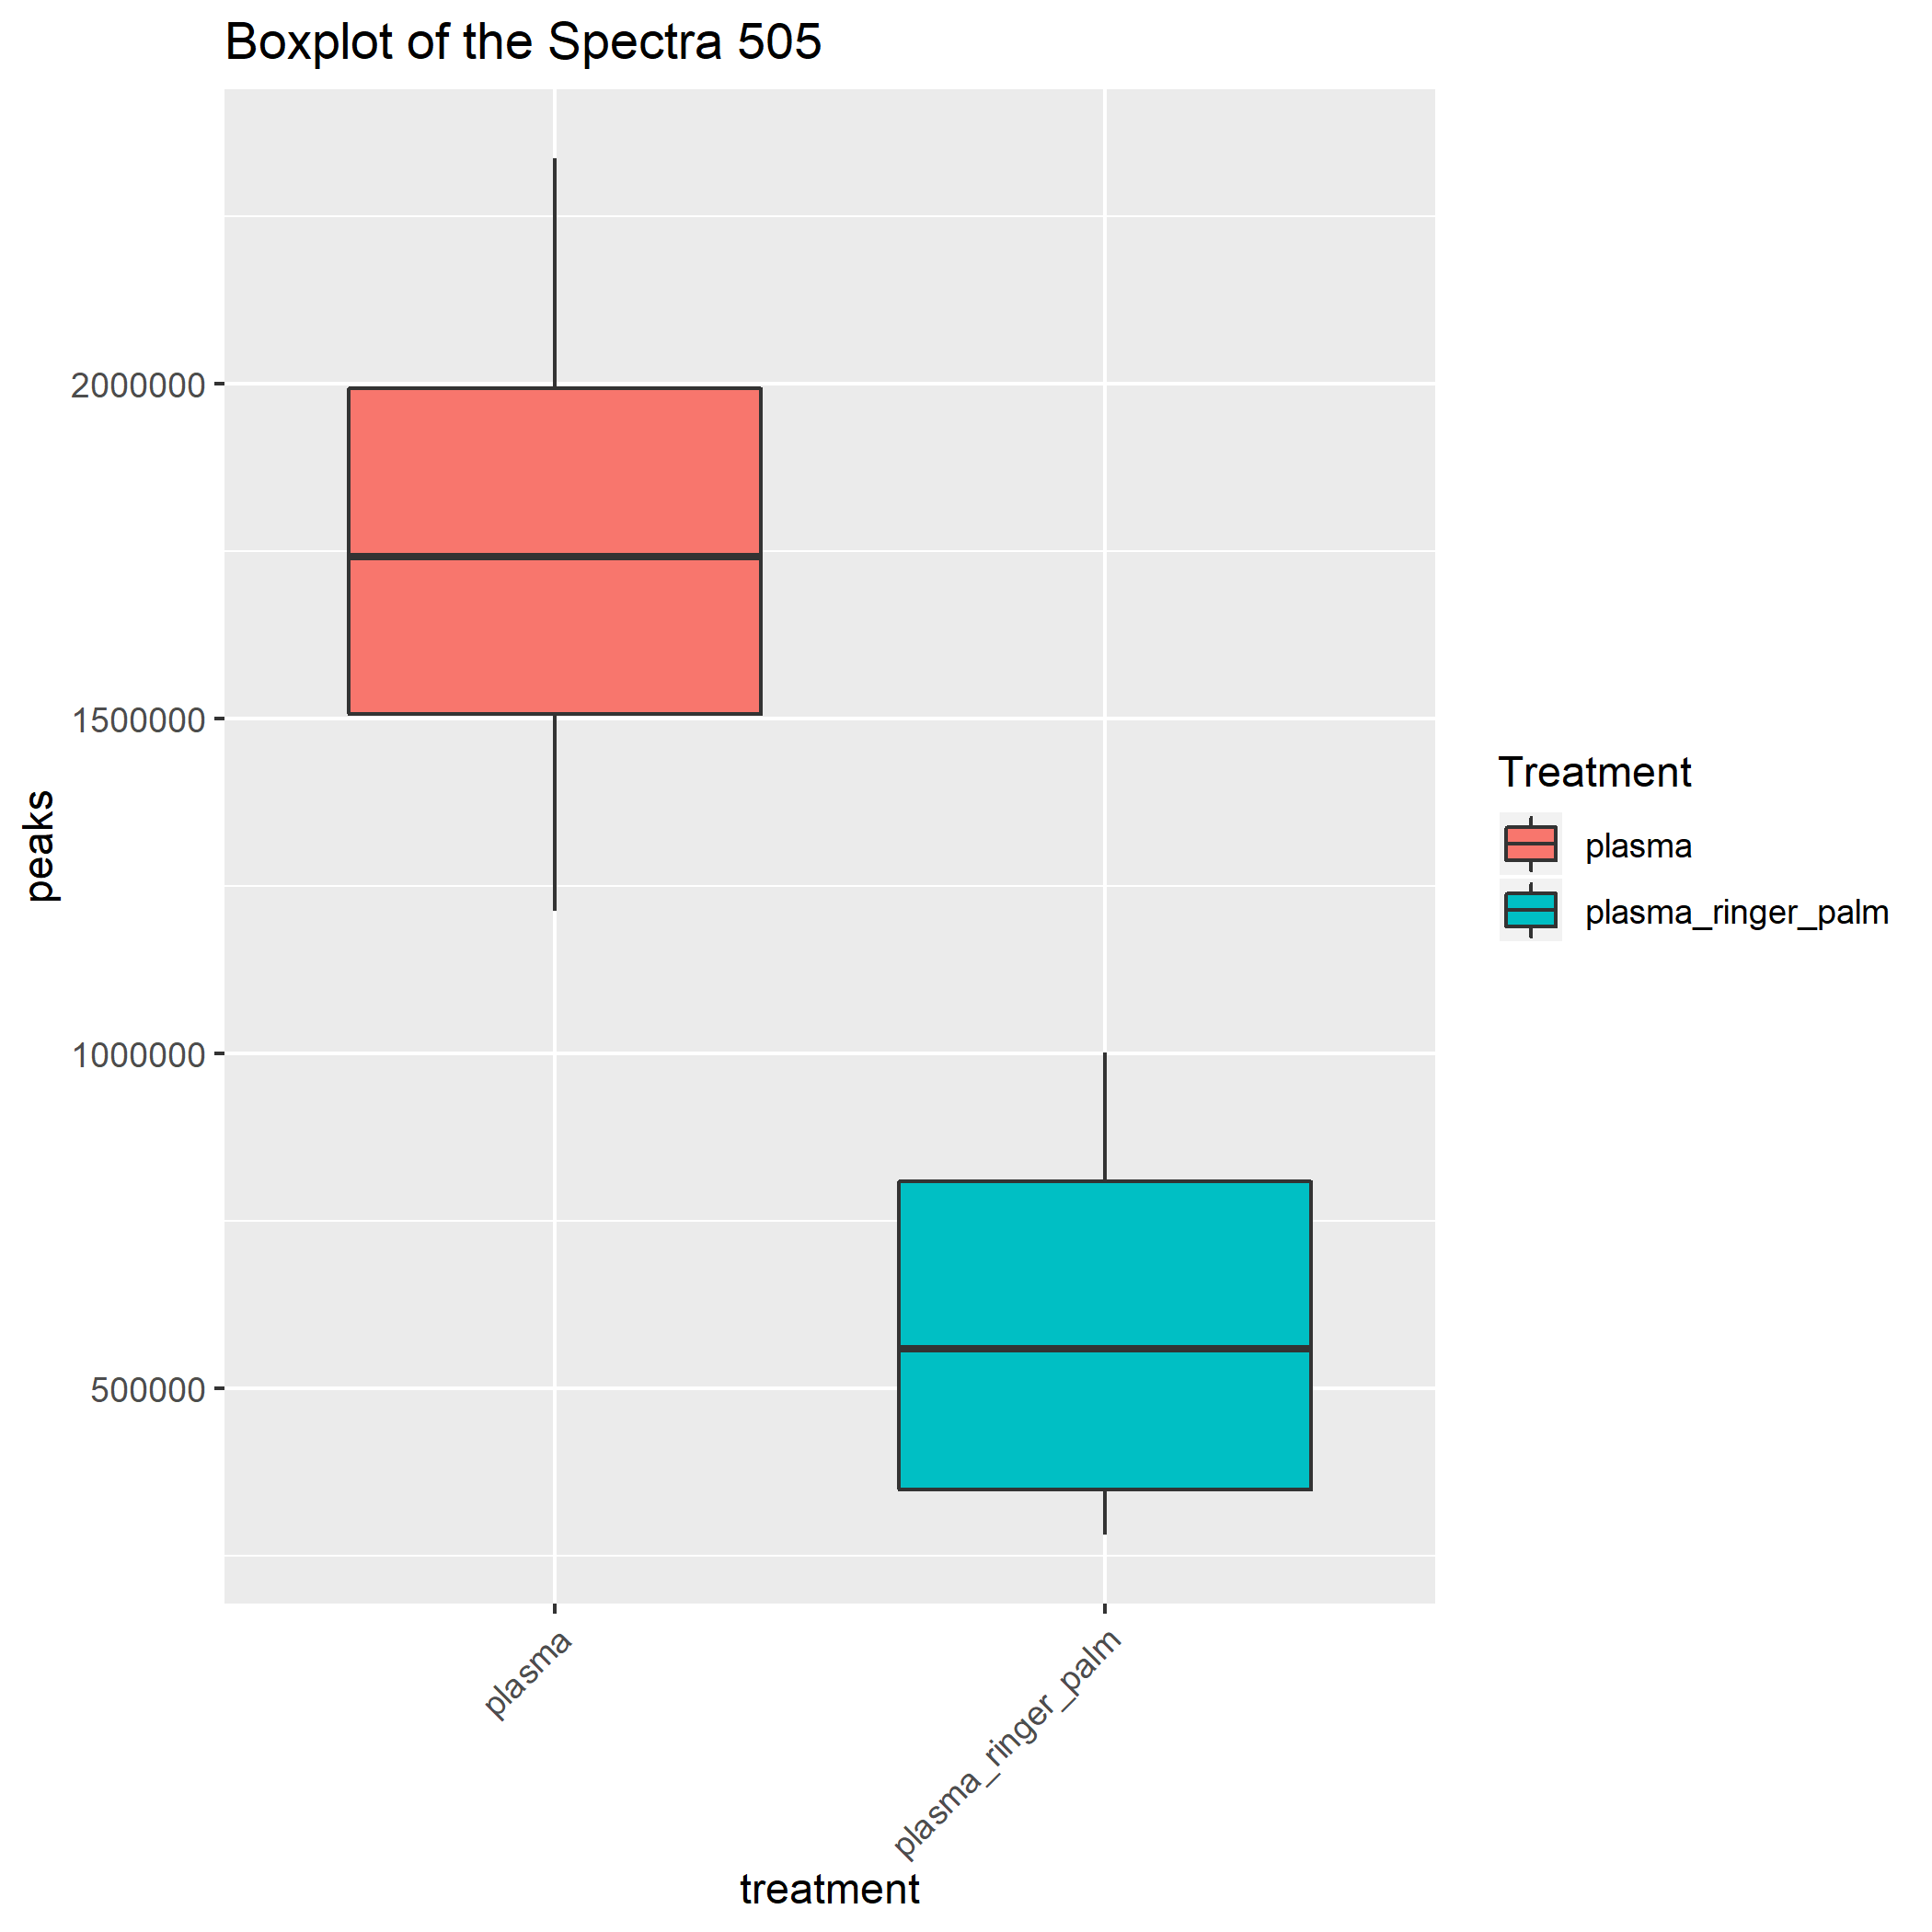 Boxplot of the Spectra 505
peaks
2000000
1500000
1000000
500000
plasma
plasma_ringer_palm
treatment
Treatment
plasma
plasma_ringer_palm